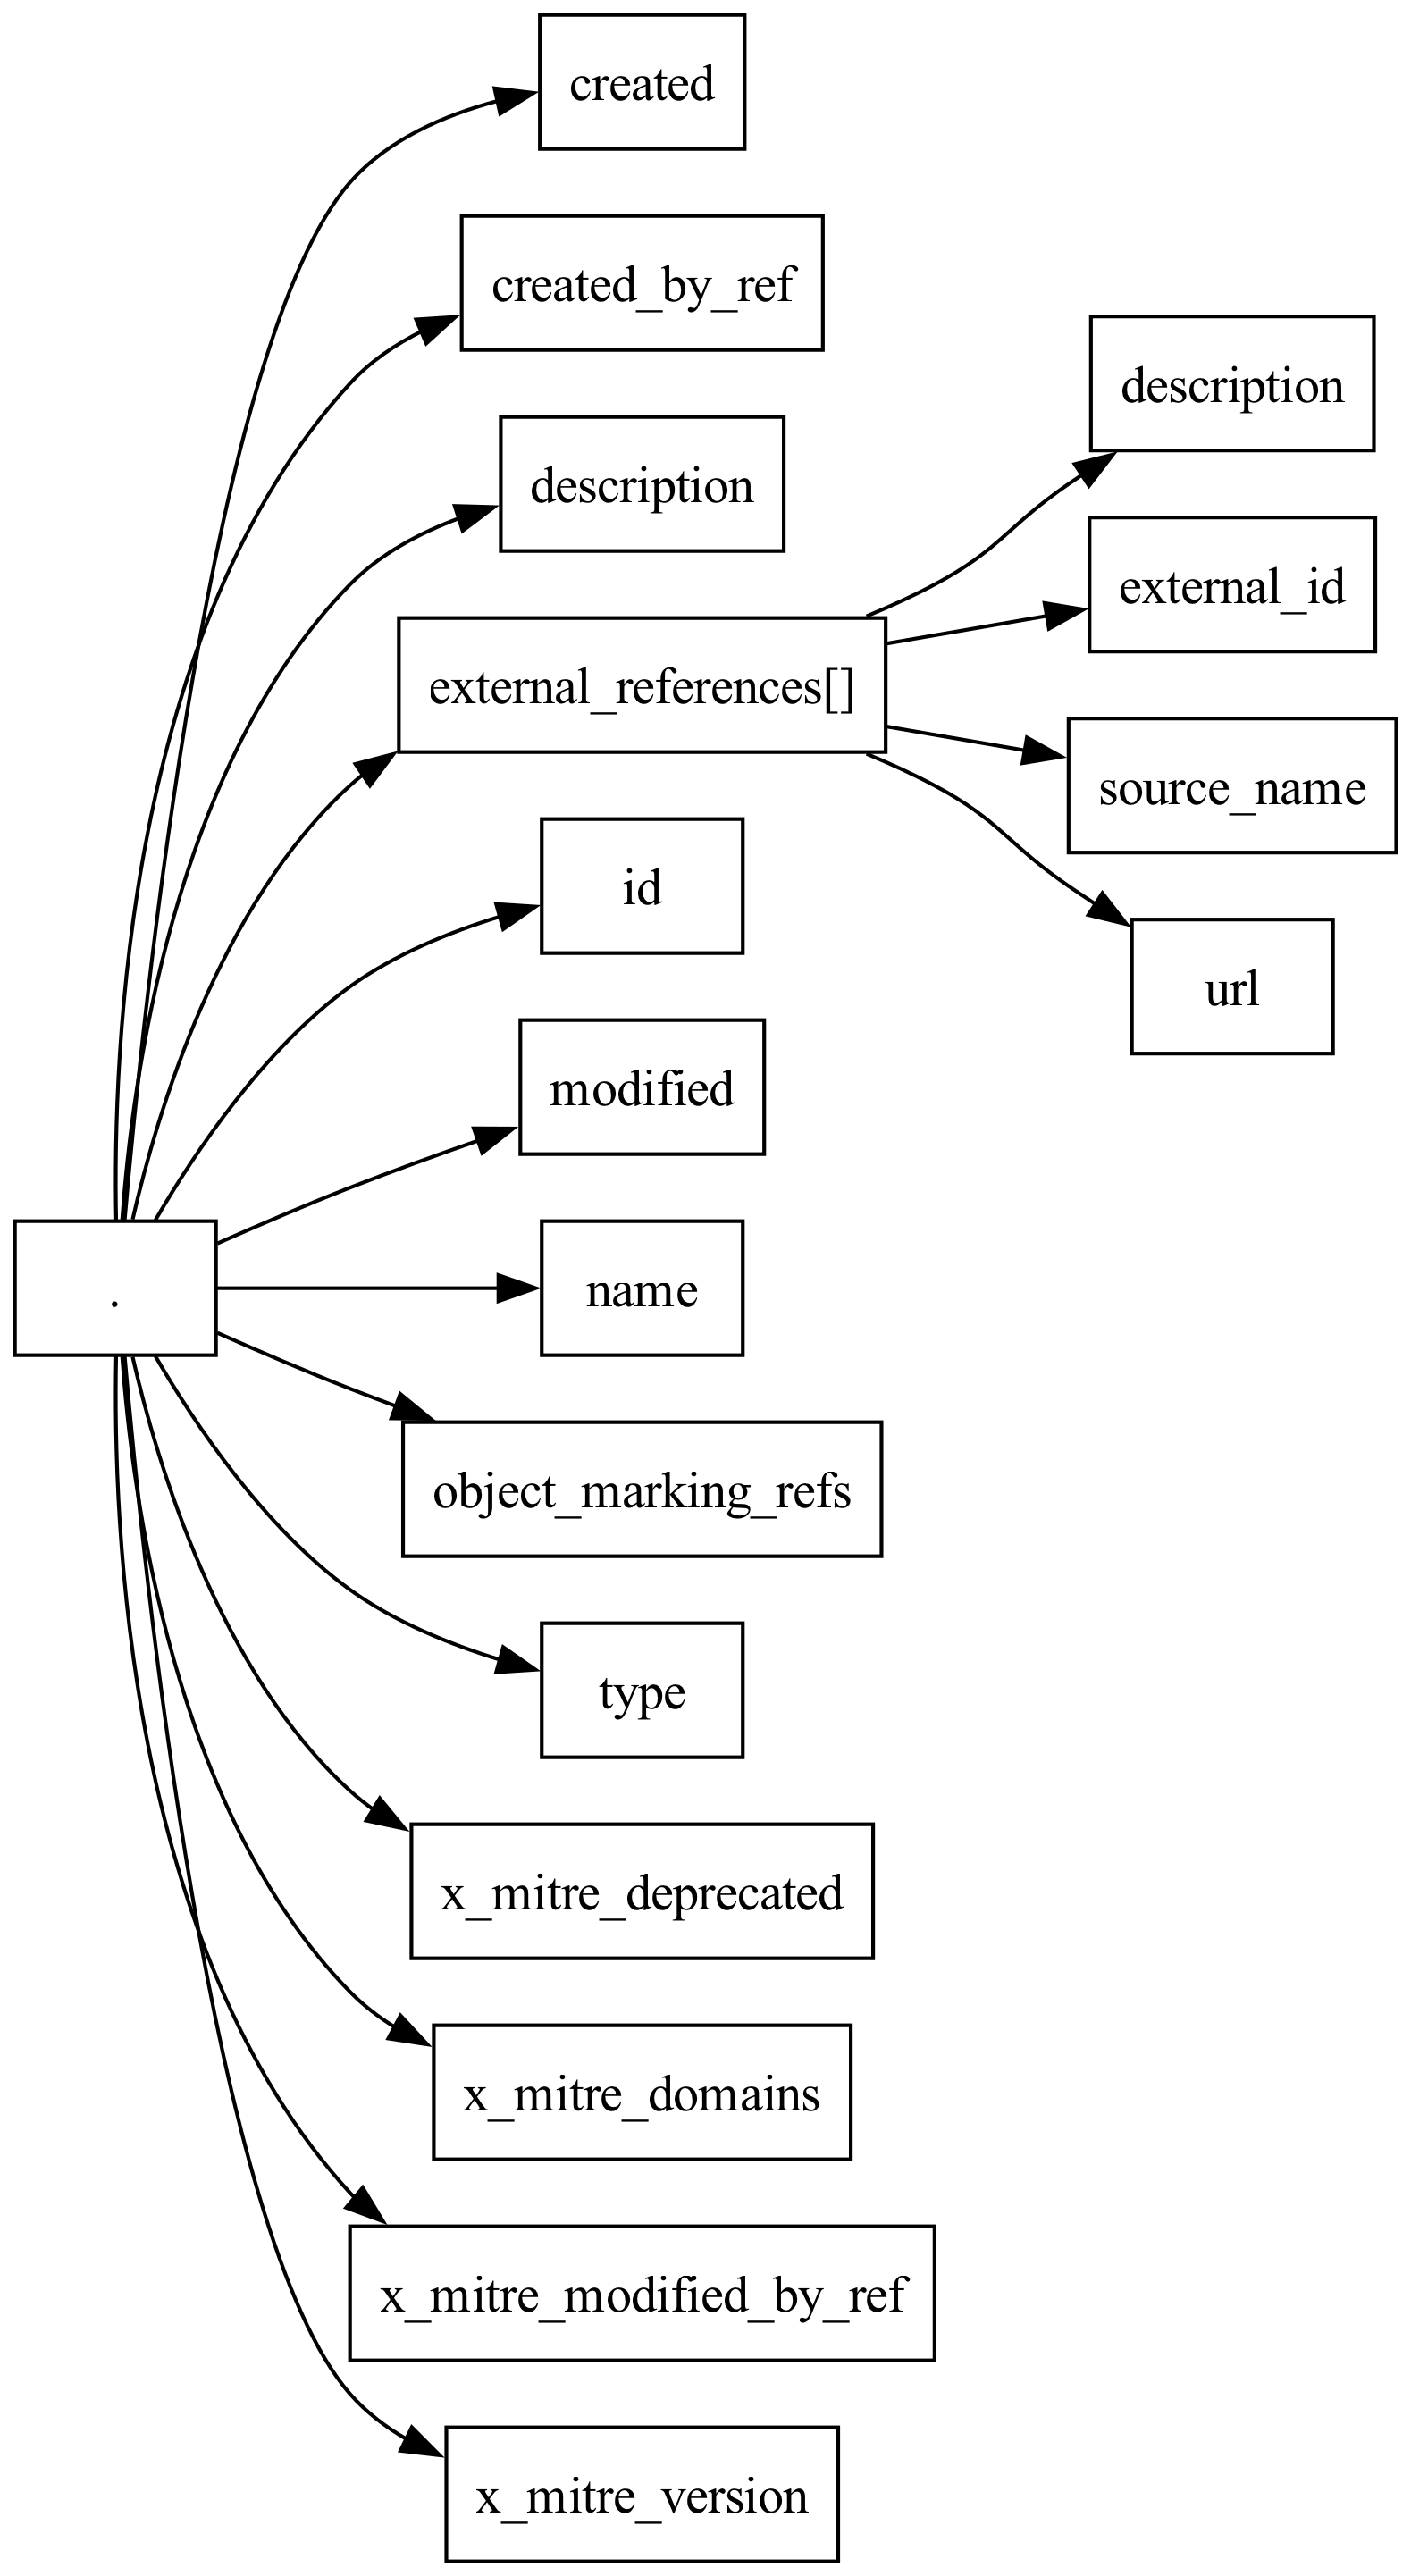 .
created
created_by_ref
description
external_references[]
description
external_id
source_name
url
id
modified
name
object_marking_refs
type
x_mitre_deprecated
x_mitre_domains
x_mitre_modified_by_ref
x_mitre_version